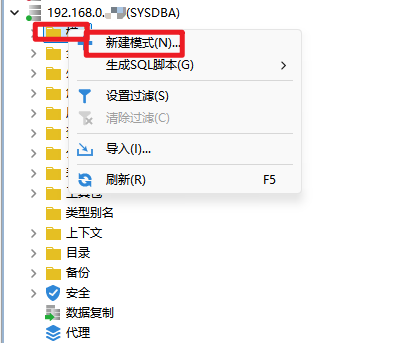 192.168.0. (SYSDBA)
新建模式(N)...
生成SQL脚本(G)
设置过滤(S)
清除过滤(C)
导入(I)...
刷新(R) F5
类型别名
上下文
目录
备份
安全
数据复制
代理